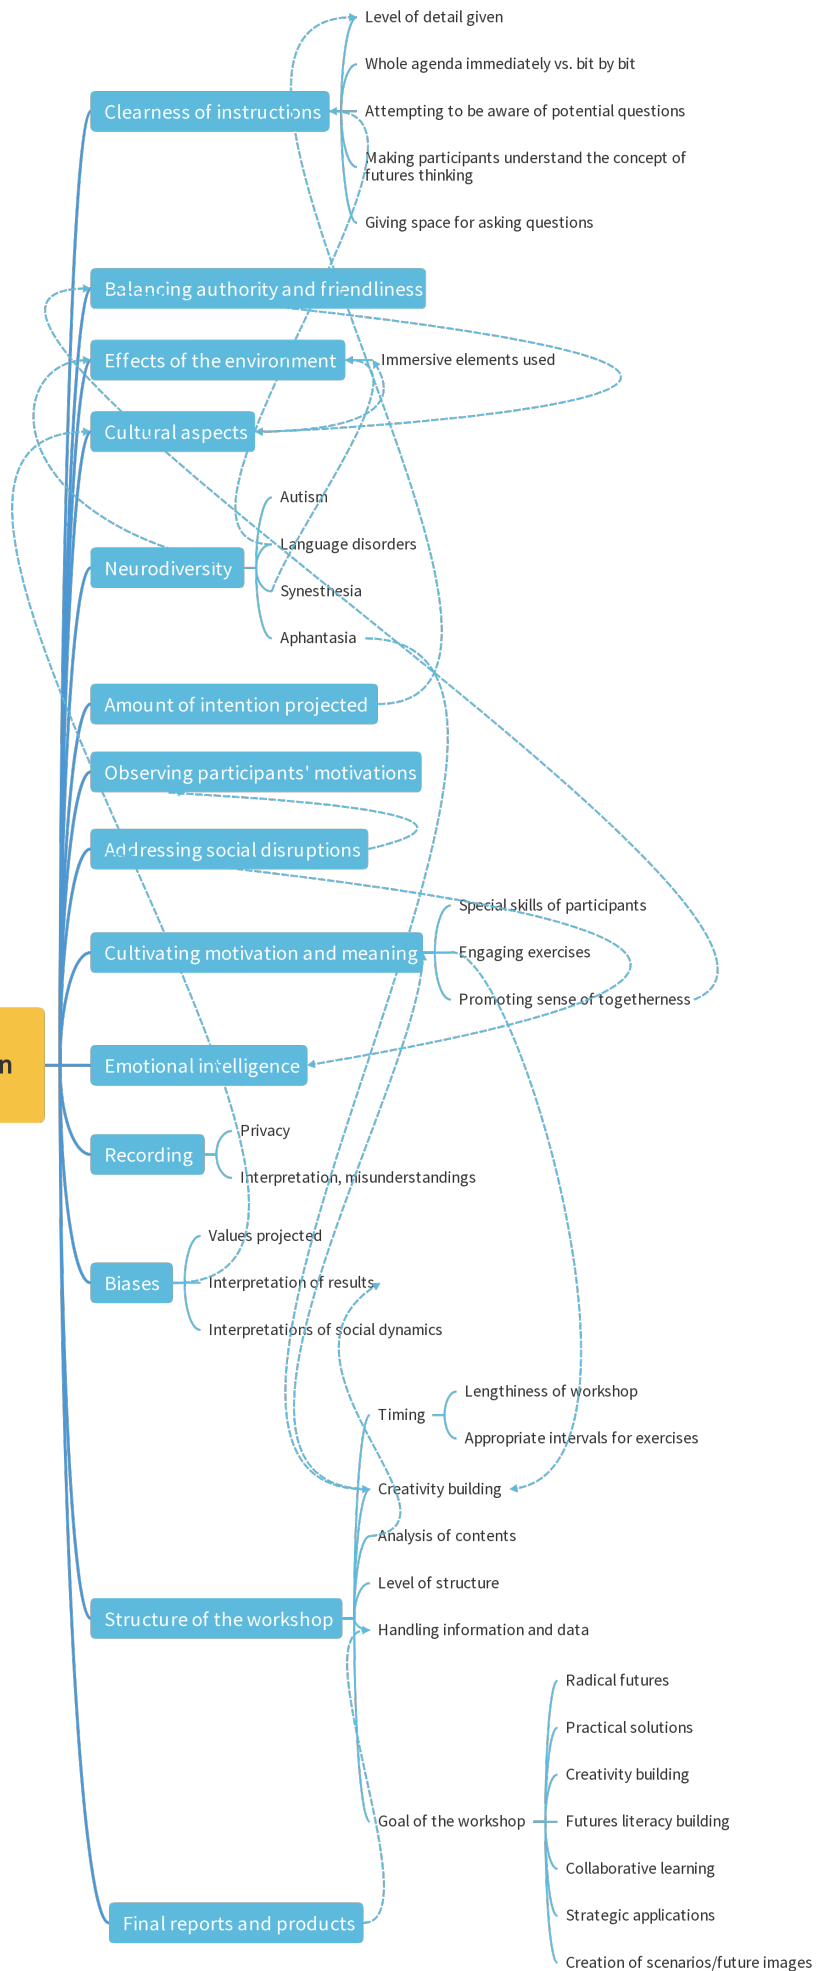 Level of detail given
Whole agenda immediately vs. bit by bit
Clearness of instructions
Attempting to be aware of potential questions
Making participants understand the concept of
futures thinking
Giving space for asking questions
Balancing authority and friendliness
Effects of the environment
Immersive elements used
Cultural aspects
Autism
Language disorders
Neurodiversity
Synesthesia
Aphantasia
Amount of intention projected
Observing participants' motivations
Addressing social disruptions
Special skills of participants
Cultivating motivation and meaning
Engaging exercises
Promoting sense of togetherness
n
Emotional intelligence
Privacy
Recording
Interpretation, misunderstandings
Values projected
Biases
Interpretation of results
Interpretations of social dynamics
Lengthiness of workshop
Timing
Appropriate intervals for exercises
Creativity building
Analysis of contents
Level of structure
Structure of the workshop
Handling information and data
Radical futures
Practical solutions
Creativity building
Goal of the workshop
Futures literacy building
Collaborative learning
Strategic applications
Final reports and products
Creation of scenarios/future images